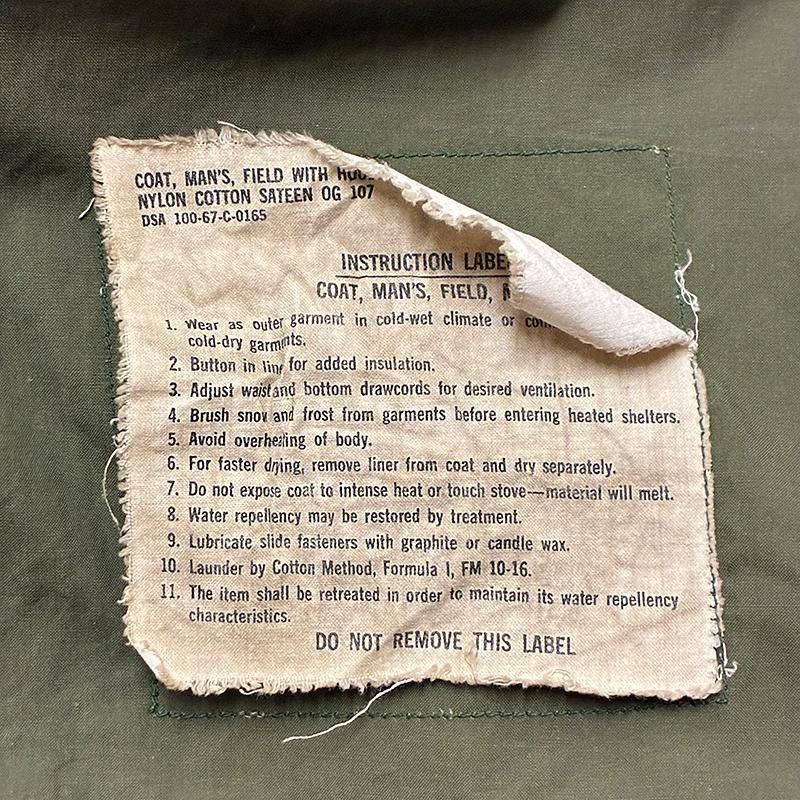 COAT, MAN'S, FIELD WITH
NYLON COTTON SATEEN OG 107
DSA 100-67-C-0165
INSTRUCTION LABE
COAT, MAN'S, FIELD,
1. Wear as outer garment in cold-wet climate or
cold-dry garments.
2. Button in for added insulation.
3. Adjust waist and bottom drawcords for desired ventilation.
4. Brush snow and frost from garments before entering heated shelters.
5. Avoid overheating of body.
6. For faster drying, remove liner from coat and dry separately.
7. Do not expose coat to intense heat or touch stove—material will melt.
8. Water repellency may be restored by treatment.
9. Lubricate slide fasteners with graphite or candle wax.
10. Launder by Cotton Method, Formula I, FM 10-16.
11. The item shall be retreated in order to maintain its water repellency
characteristics.
DO NOT REMOVE THIS LABEL